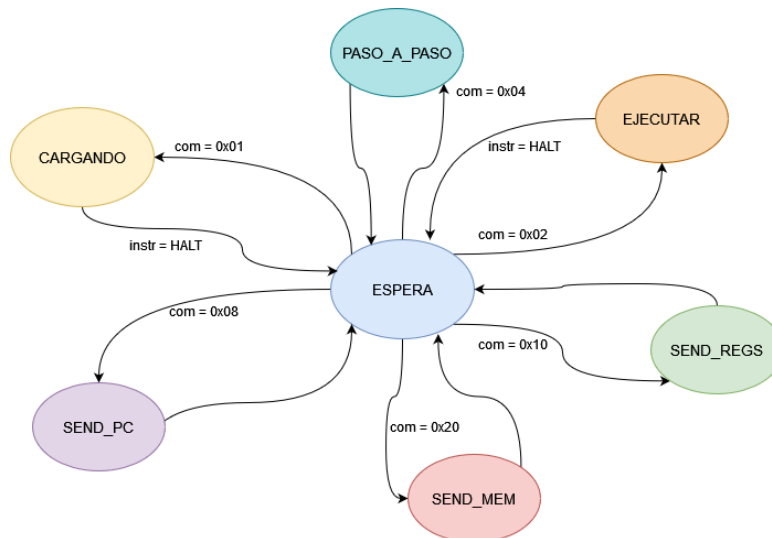 PASO_A_PASO
com = 0x04
EJECUTAR
com = 0x01
instr = HALT
CARGANDO
instr = HALT
com = 0x02
ESPERA
com = 0x08
com = 0x10
SEND_REGS
SEND_PC
com = 0x20
SEND_MEM